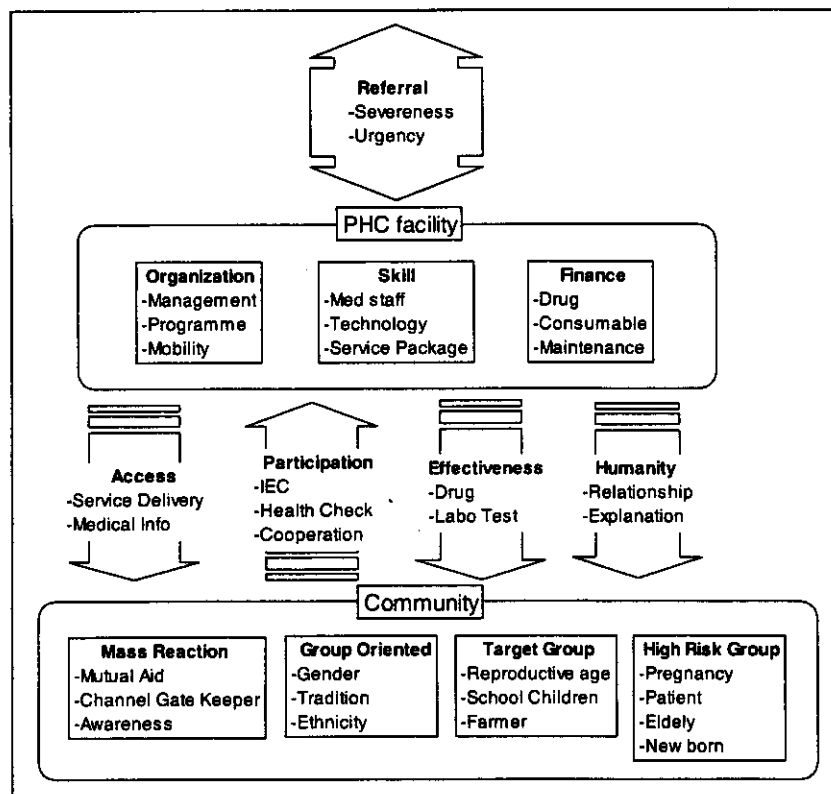 Referral
-Severeness
-Urgency
PHC facility
Organization
-Management
-Programme
-Mobility
Skill
-Med staff
-Technology
-Service Package
Finance
-Drug
-Consumable
-Maintenance
Access
-Service Delivery
-Medical Info
Participation
-IEC
-Health Check
-Cooperation
Effectiveness
-Drug
-Labo Test
Humanity
-Relationship
-Explanation
Community
Mass Reaction
-Mutual Aid
-Channel Gate Keeper
-Awareness
Group Oriented
-Gender
-Tradition
-Ethnicity
Target Group
-Reproductive age
-School Children
-Farmer
High Risk Group
-Pregnancy
-Patient
-Eldely
-New born